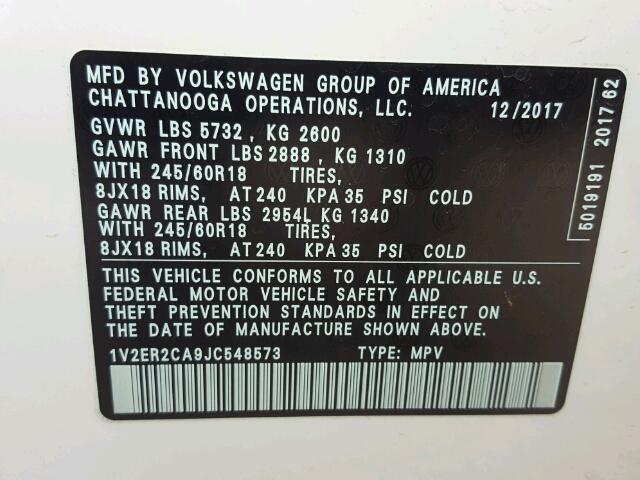 MFD BY VOLKSWAGEN GROUP OF AMERICA
CHATTANOOGA OPERATIONS, LLC. 12/2017
GVWR LBS 5732 , KG 2600
GAWR FRONT LBS 2888 , KG 1310
WITH 245/60R18 TIRES,
8JX18 RIMS, AT 240 KPA 35 PSI COLD
GAWR REAR LBS 2954L KG 1340
WITH 245/60R18 TIRES,
8JX18 RIMS, AT 240 KPA 35 PSI COLD
THIS VEHICLE CONFORMS TO ALL APPLICABLE U.S.
FEDERAL MOTOR VEHICLE SAFETY AND
THEFT PREVENTION STANDARDS IN EFFECT ON
THE DATE OF MANUFACTURE SHOWN ABOVE.
1V2ER2CA9JC548573 TYPE: MPV
5019191 2017 62